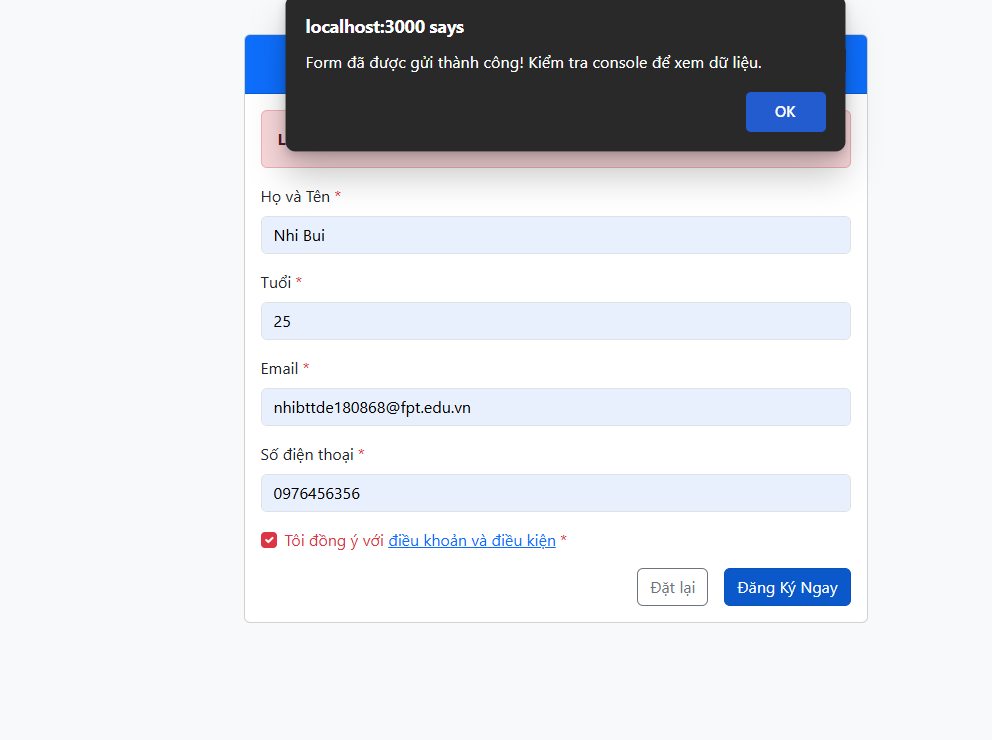 localhost:3000 says
Form đã được gửi thành công! Kiểm tra console để xem dữ liệu.
OK
Họ và Tên *
Nhi Bui
Tuổi *
25
Email *
nhibttde180868@fpt.edu.vn
Số điện thoại *
0976456356
Tôi đồng ý với điều khoản và điều kiện *
Đặt lại
Đăng Ký Ngay